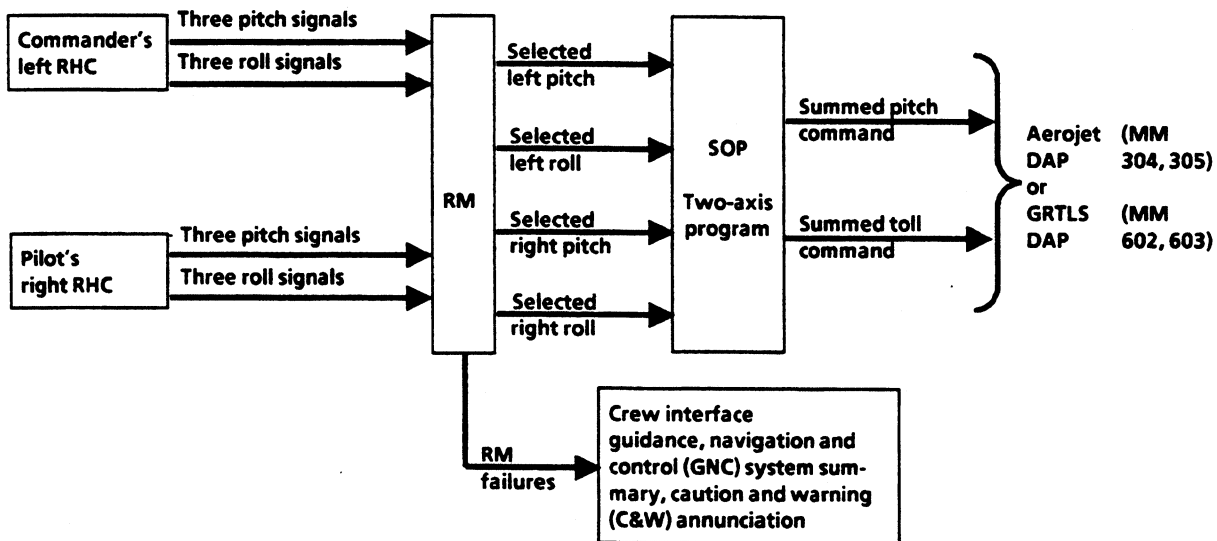 Commander's
left RHC
Three pitch signals
Three roll signals
Pilot's
right RHC
Three pitch signals
Three roll signals
RM
Selected
left pitch
Selected
left roll
Selected
right pitch
Selected
right roll
SOP
Two-axis
program
Summed pitch
command
Summed toll
command
Aerojet (MM
DAP 304, 305)
or
GRTLS (MM
DAP 602, 603)
RM
failures
Crew interface
guidance, navigation and
control (GNC) system sum-
mary, caution and warning
(C&W) annunciation